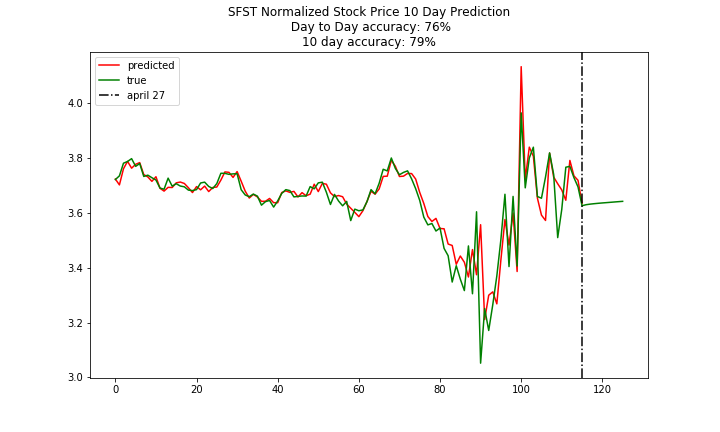 SFST Normalized Stock Price 10 Day Prediction
Day to Day accuracy: 76%
10 day accuracy: 79%
predicted
true
april 27
4.0
3.8
3.6
3.4
3.2
3.0
0 20 40 60 80 100 120